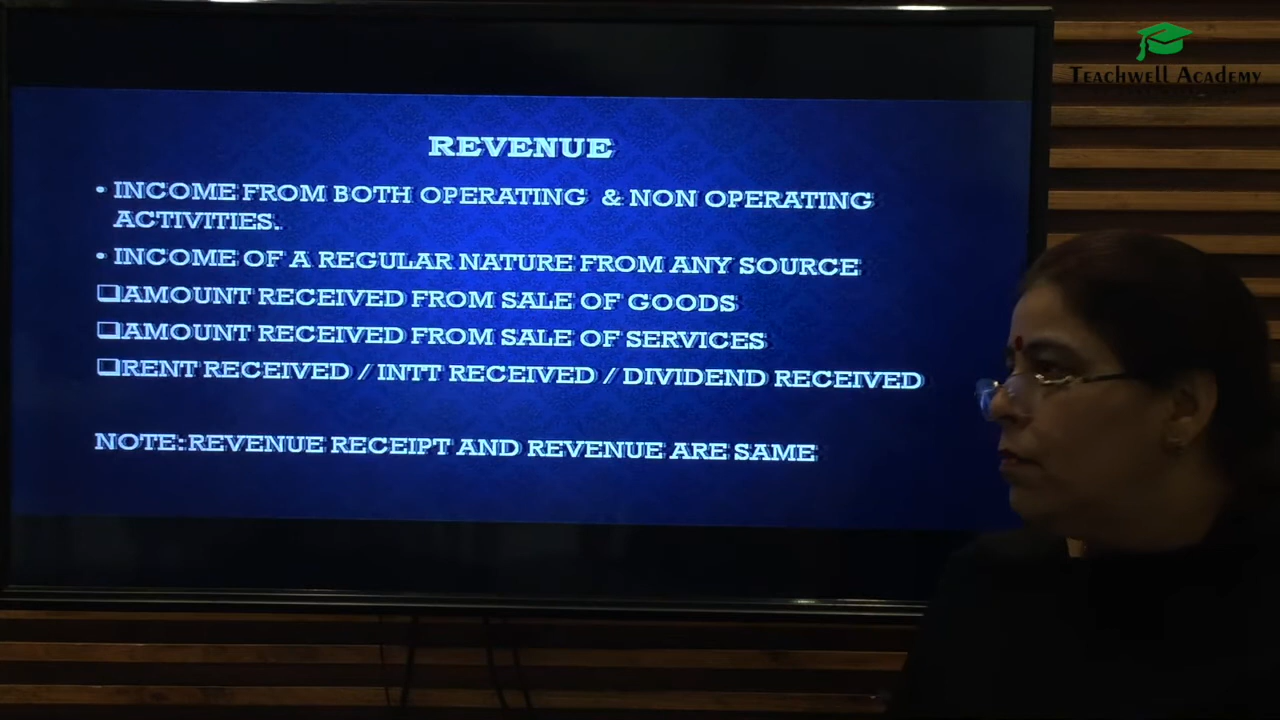 Teachwell Academy
REVENUE
• INCOME FROM BOTH OPERATING & NON OPERATING
ACTIVITIES.
• INCOME OF A REGULAR NATURE FROM ANY SOURCE
❑AMOUNT RECEIVED FROM SALE OF GOODS
❑AMOUNT RECEIVED FROM SALE OF SERVICES
❑RENT RECEIVED / INTT RECEIVED / DIVIDEND RECEIVED
NOTE:REVENUE RECEIPT AND REVENUE ARE SAME